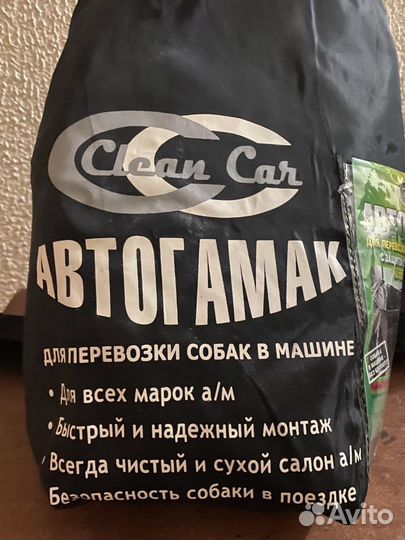 Clean Car
АВТОГАМАК
ДЛЯ ПЕРЕВОЗКИ СОБАК В МАШИНЕ
• Для всех марок а/м
• Быстрый и надежный монтаж
Всегда чистый и сухой салон а/м
Безопасность собаки в поездке
Avito